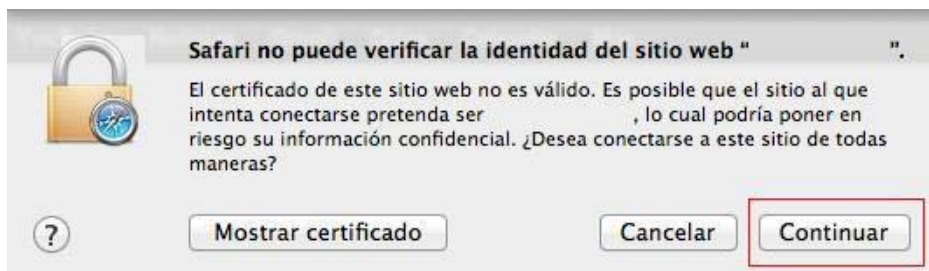 Safari no puede verificar la identidad del sitio web “ ”.
El certificado de este sitio web no es válido. Es posible que el sitio al que
intenta conectarse pretenda ser , lo cual podría poner en
riesgo su información confidencial. ¿Desea conectarse a este sitio de todas
maneras?
?
Mostrar certificado
Cancelar
Continuar